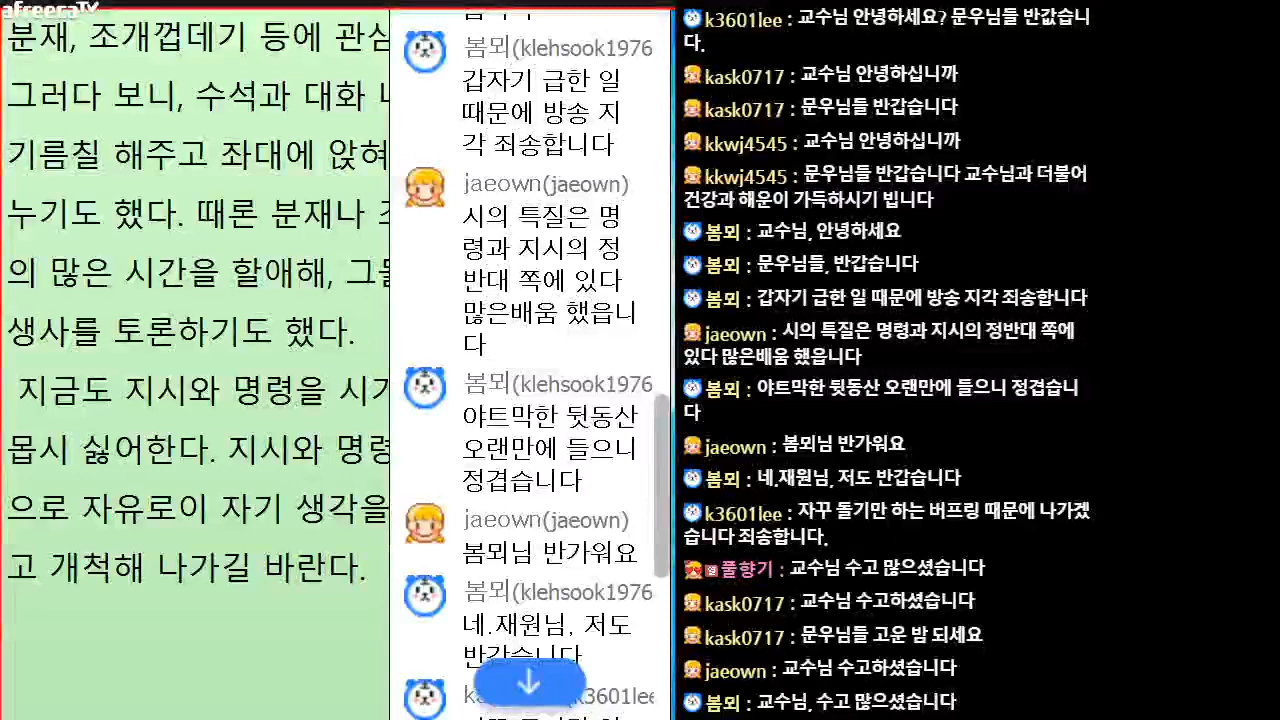 afreecaTV
분재, 조개껍데기 등에 관심
그러다 보니, 수석과 대화 나
기름칠 해주고 좌대에 앉혀
누기도 했다. 때론 분재나 조
의 많은 시간을 할애해, 그들
생사를 토론하기도 했다.
지금도 지시와 명령을 시기
몹시 싫어한다. 지시와 명령
으로 자유로이 자기 생각을
고 개척해 나가길 바란다.
봄뫼(klehsook1976
갑자기 급한 일
때문에 방송 지
각 죄송합니다
jaeown(jaeown)
시의 특질은 명
령과 지시의 정
반대 쪽에 있다
많은배움 했읍니
다
봄뫼(klehsook1976
야트막한 뒷동산
오랜만에 들으니
정겹습니다
jaeown(jaeown)
봄뫼님 반가워요
봄뫼(klehsook1976
네.재원님, 저도
반갑습니다
k3601lee
k3601lee : 교수님 안녕하세요? 문우님들 반값습니
다.
kask0717 : 교수님 안녕하십니까
kask0717 : 문우님들 반갑습니다
kkwj4545 : 교수님 안녕하십니까
kkwj4545 : 문우님들 반갑습니다 교수님과 더불어
건강과 해운이 가득하시기 빕니다
봄뫼 : 교수님, 안녕하세요
봄뫼 : 문우님들, 반갑습니다
봄뫼 : 갑자기 급한 일 때문에 방송 지각 죄송합니다
jaeown : 시의 특질은 명령과 지시의 정반대 쪽에
있다 많은배움 했읍니다
봄뫼 : 야트막한 뒷동산 오랜만에 들으니 정겹습니
다
jaeown : 봄뫼님 반가워요
봄뫼 : 네.재원님, 저도 반갑습니다
k3601lee : 자꾸 돌기만 하는 버프링 때문에 나가겠
습니다 죄송합니다.
풀향기 : 교수님 수고 많으셨습니다
kask0717 : 교수님 수고하셨습니다
kask0717 : 문우님들 고운 밤 되세요
jaeown : 교수님 수고하셨습니다
봄뫼 : 교수님, 수고 많으셨습니다